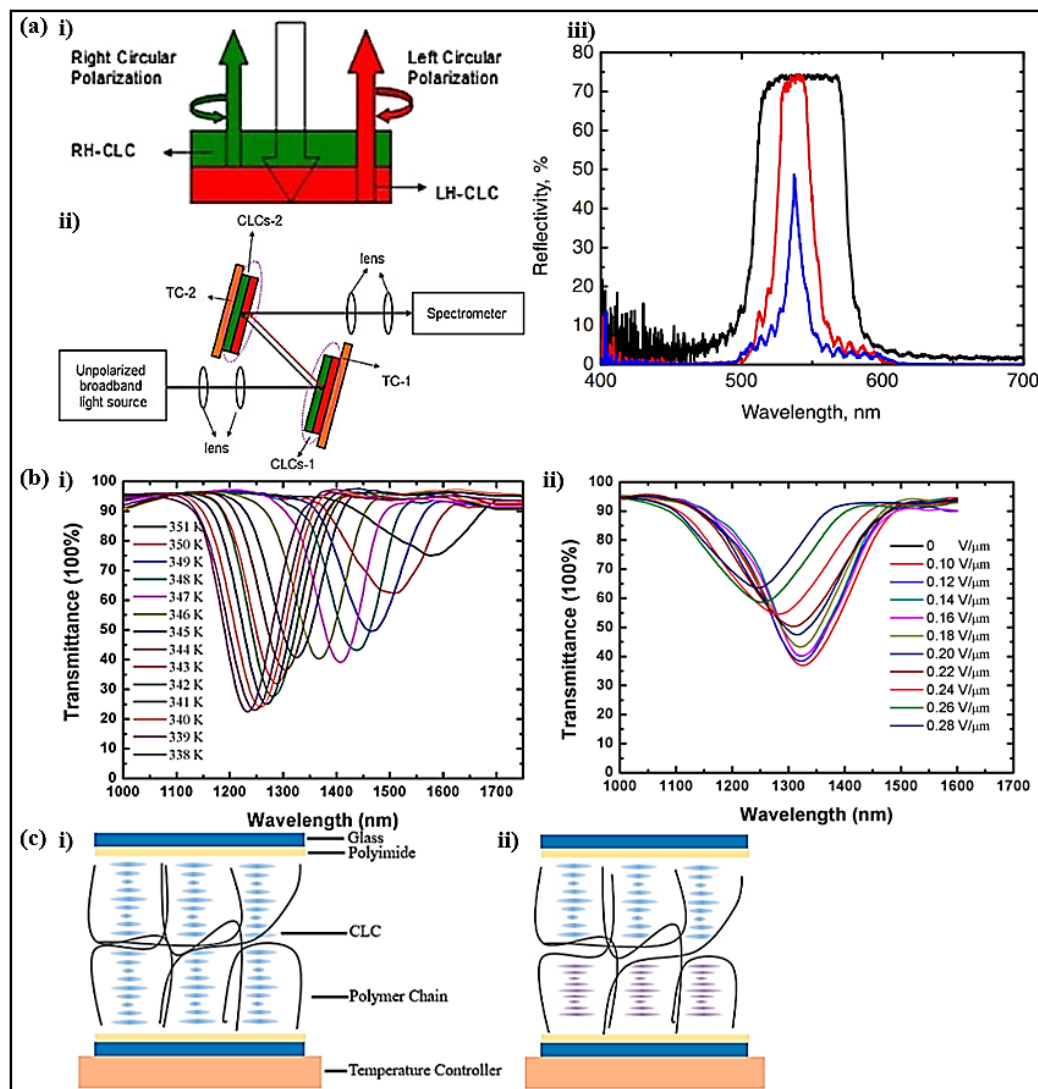 (a) i)
Right Circular
Polarization
Left Circular
Polarization
RH-CLC
LH-CLC
ii)
CLCs-2
lens
TC-2
Spectrometer
Unpolarized
broadband
light source
TC-1
lens
CLCs-1
iii)
80
70
60
50
40
30
20
10
0
Reflectivity, %
400 500 600 700
Wavelength, nm
(b) i)
100
90
80
70
60
50
40
30
20
10
0
Transmittance (100%)
351 K
350 K
349 K
348 K
347 K
346 K
345 K
344 K
343 K
342 K
341 K
340 K
339 K
338 K
1000 1100 1200 1300 1400 1500 1600 1700
Wavelength (nm)
ii)
100
90
80
70
60
50
40
30
20
10
0
Transmittance (100%)
0 V/μm
0.10 V/μm
0.12 V/μm
0.14 V/μm
0.16 V/μm
0.18 V/μm
0.20 V/μm
0.22 V/μm
0.24 V/μm
0.26 V/μm
0.28 V/μm
1000 1100 1200 1300 1400 1500 1600 1700
Wavelength (nm)
(c) i)
Glass
Polyimide
CLC
Polymer Chain
Temperature Controller
ii)